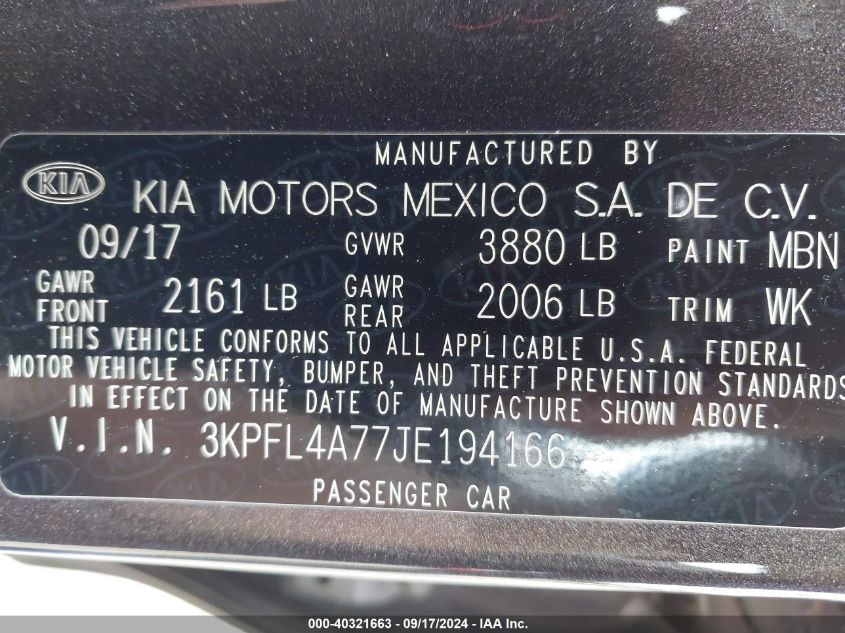 MANUFACTURED BY
KIA KIA MOTORS MEXICO S.A. DE C.V.
09/17 GVWR 3880 LB PAINT MBN
GAWR FRONT 2161 LB GAWR REAR 2006 LB TRIM WK
THIS VEHICLE CONFORMS TO ALL APPLICABLE U.S.A. FEDERAL
MOTOR VEHICLE SAFETY, BUMPER, AND THEFT PREVENTION STANDARDS
IN EFFECT ON THE DATE OF MANUFACTURE SHOWN ABOVE.
V.I.N. 3KPFL4A77JE194166
PASSENGER CAR
000-40321663 - 09/17/2024 - IAA Inc.